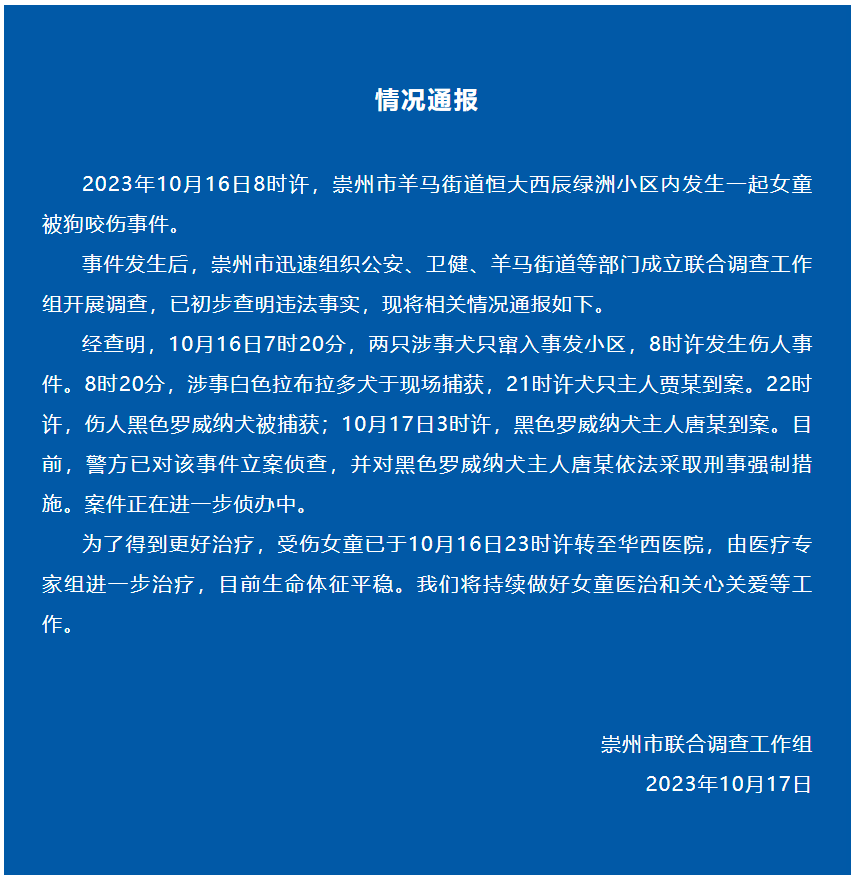 情况通报
2023年10月16日8时许，崇州市羊马街道恒大西辰绿洲小区内发生一起女童
被狗咬伤事件。
事件发生后，崇州市迅速组织公安、卫健、羊马街道等部门成立联合调查工作
组开展调查，已初步查明违法事实，现将相关情况通报如下。
经查明，10月16日7时20分，两只涉事犬只窜入事发小区，8时许发生伤人事
件。8时20分，涉事白色拉布拉多犬于现场捕获，21时许犬只主人贾某到案。22时
许，伤人黑色罗威纳犬被捕获；10月17日3时许，黑色罗威纳犬主人唐某到案。目
前，警方已对该事件立案侦查，并对黑色罗威纳犬主人唐某依法采取刑事强制措
施。案件正在进一步侦办中。
为了得到更好治疗，受伤女童已于10月16日23时许转至华西医院，由医疗专
家组进一步治疗，目前生命体征平稳。我们将持续做好女童医治和关心关爱等工
作。
崇州市联合调查工作组
2023年10月17日